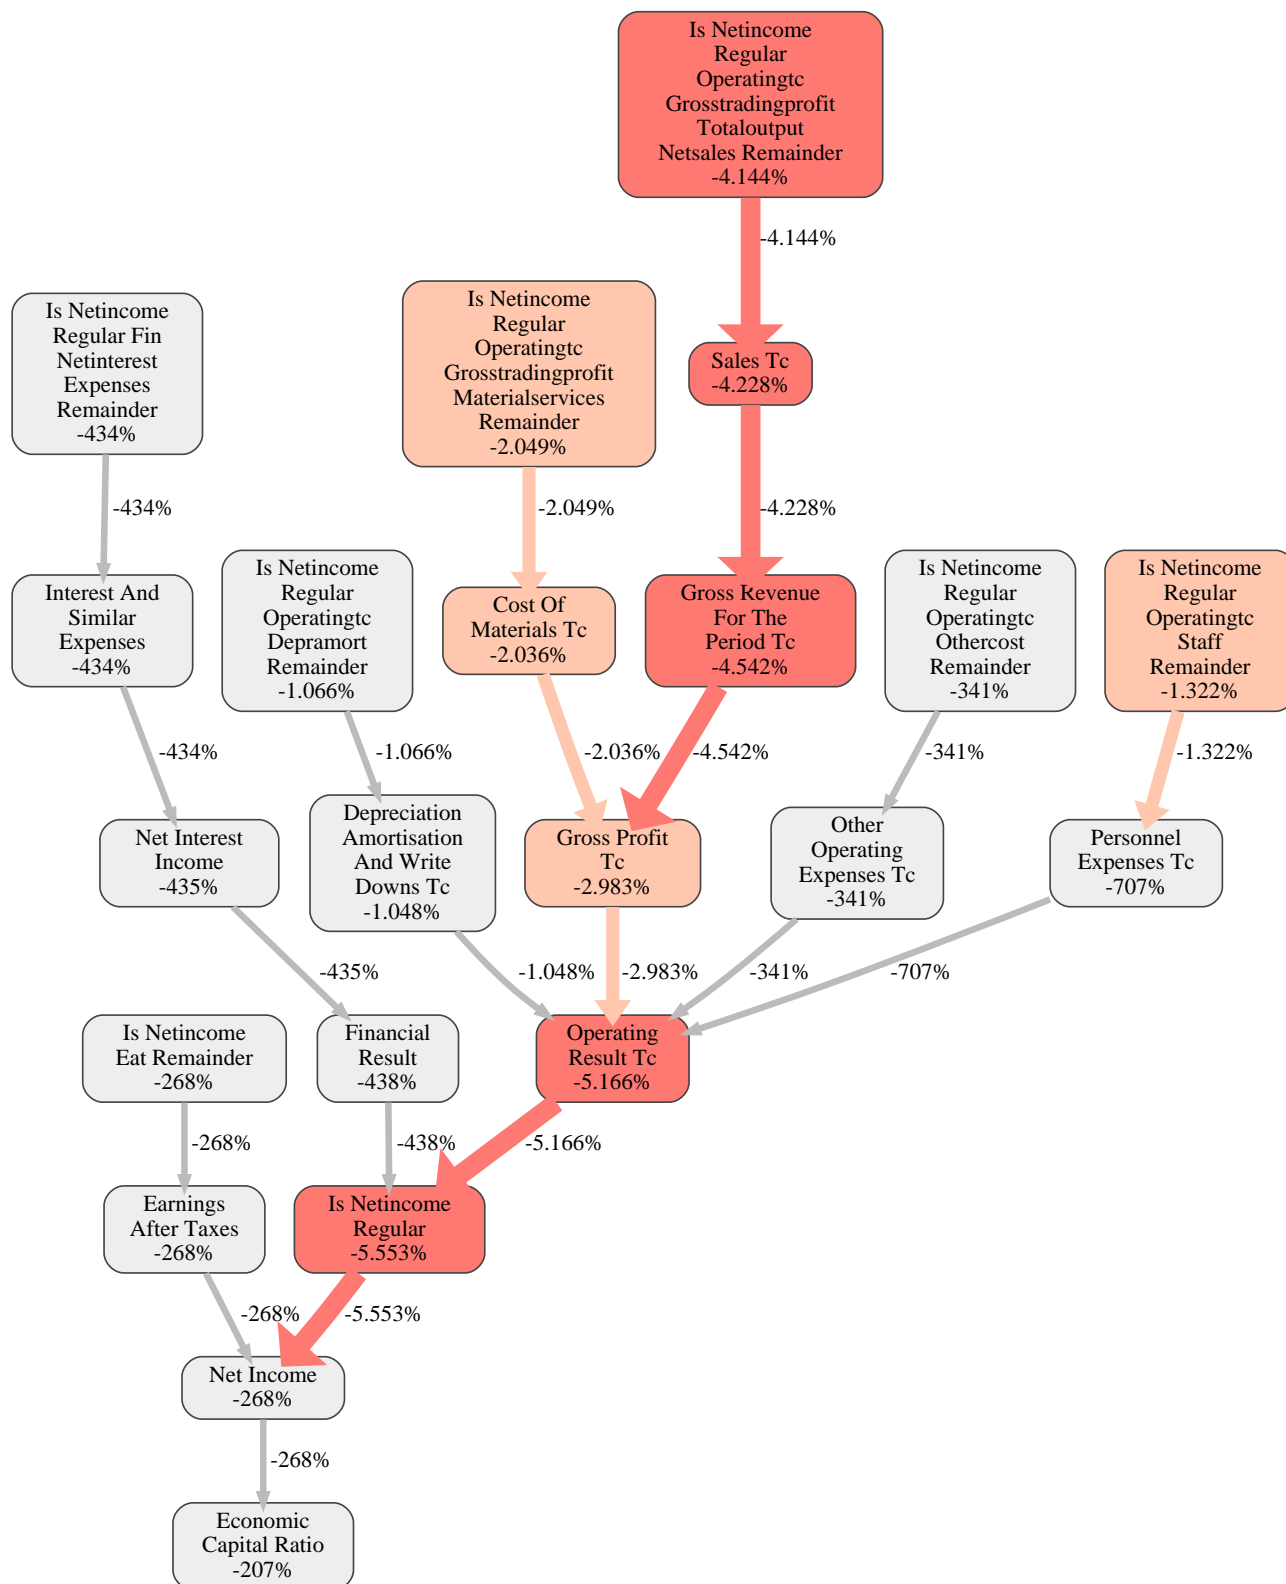 Is Netincome
Regular
Operatingtc
Grosstradingprofit
Totaloutput
Netsales Remainder
-4.144%
-4.144%
Is Netincome
Regular Fin
Netinterest
Expenses
Remainder
-434%
Is Netincome
Regular
Operatingtc
Grosstradingprofit
Materialservices
Remainder
-2.049%
Sales Tc
-4.228%
-434%
-2.049%
-4.228%
Interest And
Similar
Expenses
-434%
Is Netincome
Regular
Operatingtc
Depramort
Remainder
-1.066%
Cost Of
Materials Tc
-2.036%
Gross Revenue
For The
Period Tc
-4.542%
Is Netincome
Regular
Operatingtc
Othercost
Remainder
-341%
Is Netincome
Regular
Operatingtc
Staff
Remainder
-1.322%
-434%
-1.066%
-2.036%
-4.542%
-341%
-1.322%
Net Interest
Income
-435%
Depreciation
Amortisation
And Write
Downs Tc
-1.048%
Gross Profit
Tc
-2.983%
Other
Operating
Expenses Tc
-341%
Personnel
Expenses Tc
-707%
-435%
-1.048%
-2.983%
-341%
-707%
Is Netincome
Eat Remainder
-268%
Financial
Result
-438%
Operating
Result Tc
-5.166%
-268%
-438%
-5.166%
Earnings
After Taxes
-268%
Is Netincome
Regular
-5.553%
-268%
-5.553%
Net Income
-268%
-268%
Economic
Capital Ratio
-207%